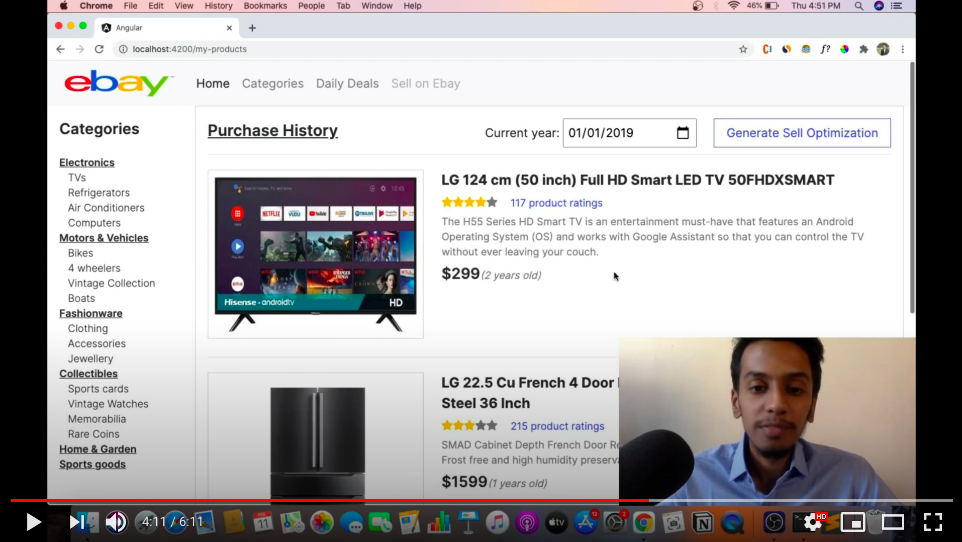 Chrome File Edit View History Bookmarks People Tab Window Help 46% Thu 4:51 PM
Angular
localhost:4200/my-products
ebay Home Categories Daily Deals Sell on Ebay
Categories
Electronics
TVs
Refrigerators
Air Conditioners
Computers
Motors & Vehicles
Bikes
4 wheelers
Vintage Collection
Boats
Fashionware
Clothing
Accessories
Jewellery
Collectibles
Sports cards
Vintage Watches
Memorabilia
Rare Coins
Home & Garden
Sports goods
Purchase History
Current year: 01/01/2019
Generate Sell Optimization
NETFLIX
Hisense · androidtv HD
LG 124 cm (50 inch) Full HD Smart LED TV 50FHDXSMART
117 product ratings
The H55 Series HD Smart TV is an entertainment must-have that features an Android
Operating System (OS) and works with Google Assistant so that you can control the TV
without ever leaving your couch.
$299 (2 years old)
LG 22.5 Cu French 4 Door
Steel 36 Inch
215 product ratings
SMAD Cabinet Depth French Door
Frost free and high humidity
$1599 (1 years old)
4:11 / 6:11
HD